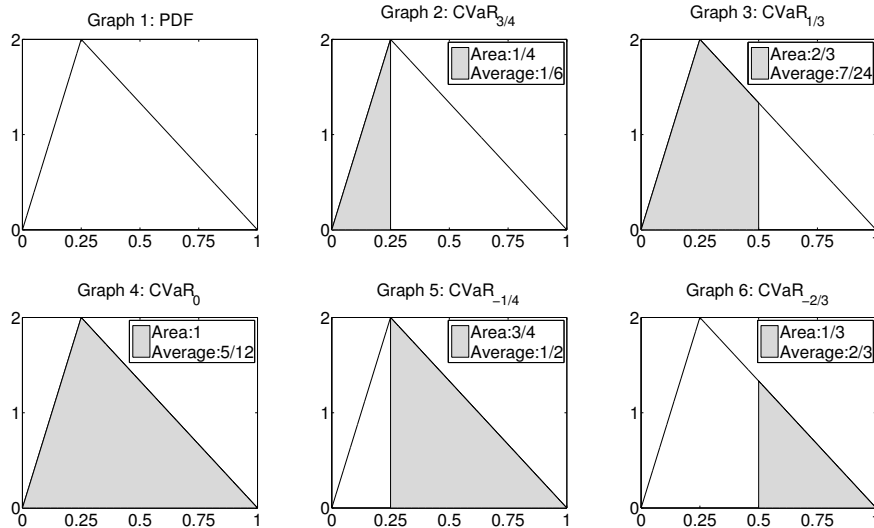 Graph 1: PDF
2
1
0
0 0.25 0.5 0.75 1
Graph 2: CVaR3/4
Area:1/4
Average:1/6
2
1
0
0 0.25 0.5 0.75 1
Graph 3: CVaR1/3
Area:2/3
Average:7/24
2
1
0
0 0.25 0.5 0.75 1
Graph 4: CVaR0
Area:1
Average:5/12
2
1
0
0 0.25 0.5 0.75 1
Graph 5: CVaR−1/4
Area:3/4
Average:1/2
2
1
0
0 0.25 0.5 0.75 1
Graph 6: CVaR−2/3
Area:1/3
Average:2/3
2
1
0
0 0.25 0.5 0.75 1